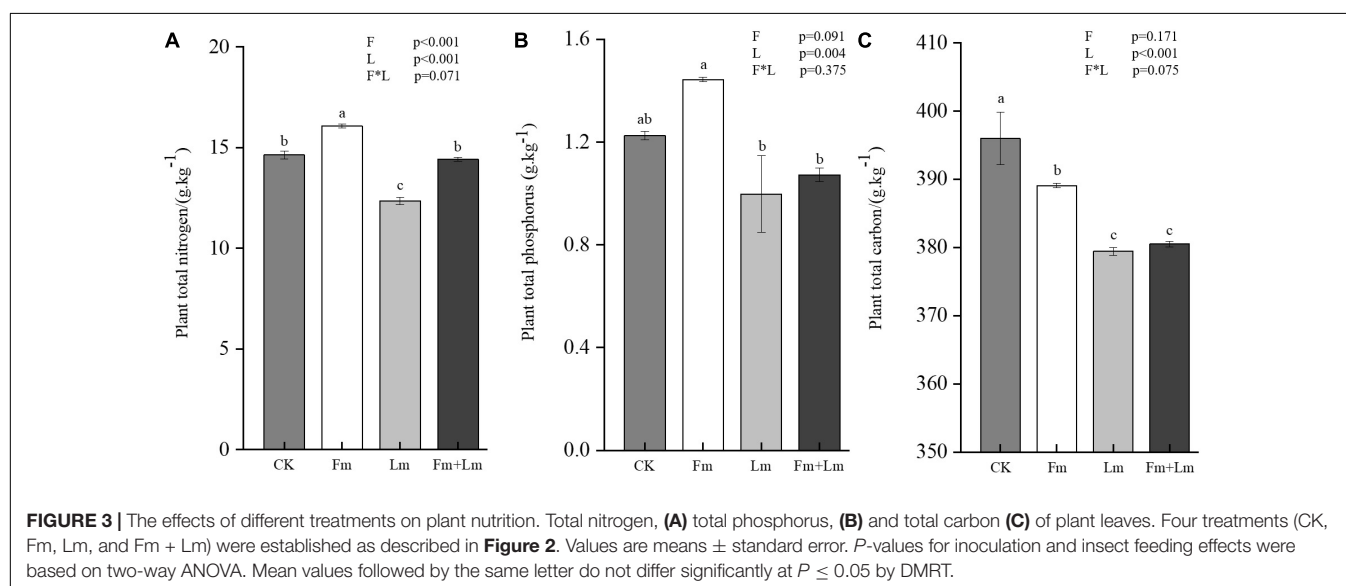 A
F p<0.001
L p<0.001
F*L p=0.071
Plant total nitrogen/(g.kg-1)
20
15
10
5
0
b
a
c
b
CK Fm Lm Fm+Lm
B
F p=0.091
L p=0.004
F*L p=0.375
Plant total phosphorus (g.kg-1)
1.6
1.2
0.8
0.4
0.0
ab
a
b
b
CK Fm Lm Fm+Lm
C
F p=0.171
L p<0.001
F*L p=0.075
Plant total carbon/(g.kg-1)
410
400
390
380
370
360
350
a
b
c
c
CK Fm Lm Fm+Lm
FIGURE 3 | The effects of different treatments on plant nutrition. Total nitrogen, (A) total phosphorus, (B) and total carbon (C) of plant leaves. Four treatments (CK,
Fm, Lm, and Fm + Lm) were established as described in Figure 2. Values are means ± standard error. P-values for inoculation and insect feeding effects were
based on two-way ANOVA. Mean values followed by the same letter do not differ significantly at P ≤ 0.05 by DMRT.